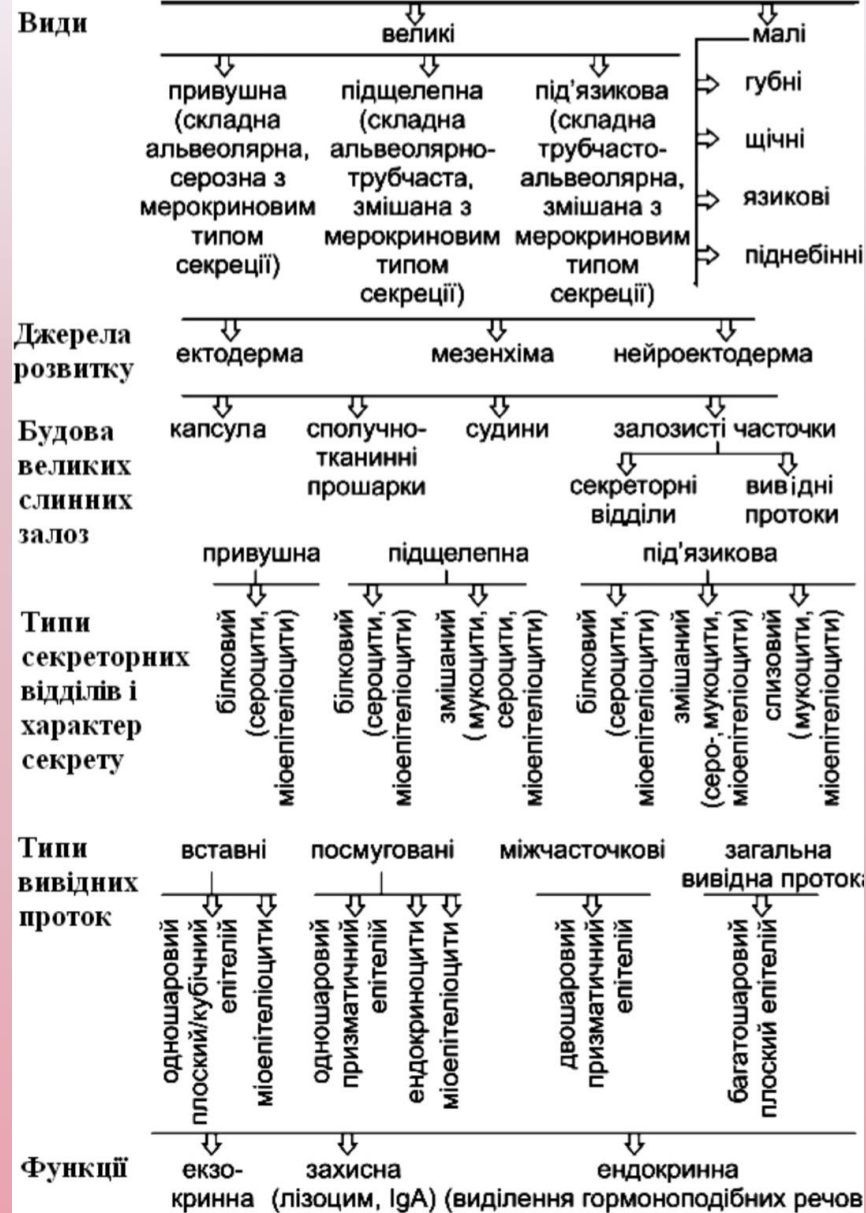 Види
великі
малі
привушна
(складна
альвеолярна,
серозна з
мерокриновим
типом
секреції)
підщелепна
(складна
альвеолярно-
трубчаста,
змішана з
мерокриновим
типом
секреції)
під'язикова
(складна
трубчасто-
альвеолярна,
змішана з
мерокриновим
типом
секреції)
губні
щічні
язикові
піднебінні
Джерела
розвитку
ектодерма
мезенхіма
нейроектодерма
Будова
великих
слинних
залоз
капсула
сполучно-
тканинні
прошарки
судини
залозисті часточки
секреторні
відділи
вивідні
протоки
Типи
секреторних
відділів і
характер
секрету
привушна
білковий
(сероцити,
міоепітеліоцити)
підщелепна
білковий
(сероцити,
міоепітеліоцити)
змішаний
(мукоцити,
сероцити,
міоепітеліоцити)
під'язикова
білковий
(сероцити,
міоепітеліоцити)
змішаний
(серо-,мукоцити,
міоепітеліоцити)
слизовий
(мукоцити,
міоепітеліоцити)
Типи
вивідних
проток
вставні
одношаровий
плоский/кубічний
епітелій
міоепітеліоцити
посмуговані
одношаровий
призматичний
епітелій
ендокриноцити
міоепітеліоцити
міжчасточкові
двошаровий
призматичний
епітелій
загальна
вивідна протока
багатошаровий
плоский епітелій
Функції
екзо-
кринна
захисна
(лізоцим, IgA)
ендокринна
(виділення гормоноподібних речов